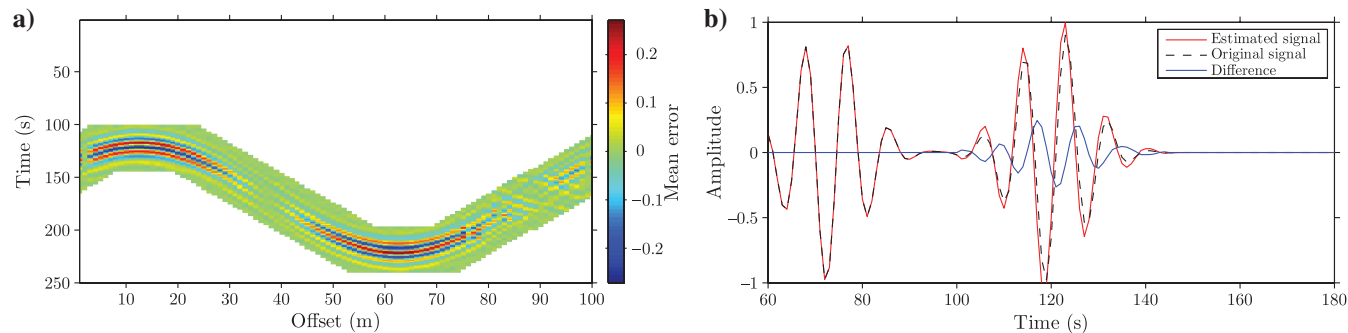 a)
50
100
150
200
250
Time (s)
10 20 30 40 50 60 70 80 90 100
Offset (m)
0.2
0.1
0
−0.1
−0.2
Mean error
b)
1
0.5
0
−0.5
−1
Amplitude
60 80 100 120 140 160 180
Time (s)
Estimated signal
Original signal
Difference